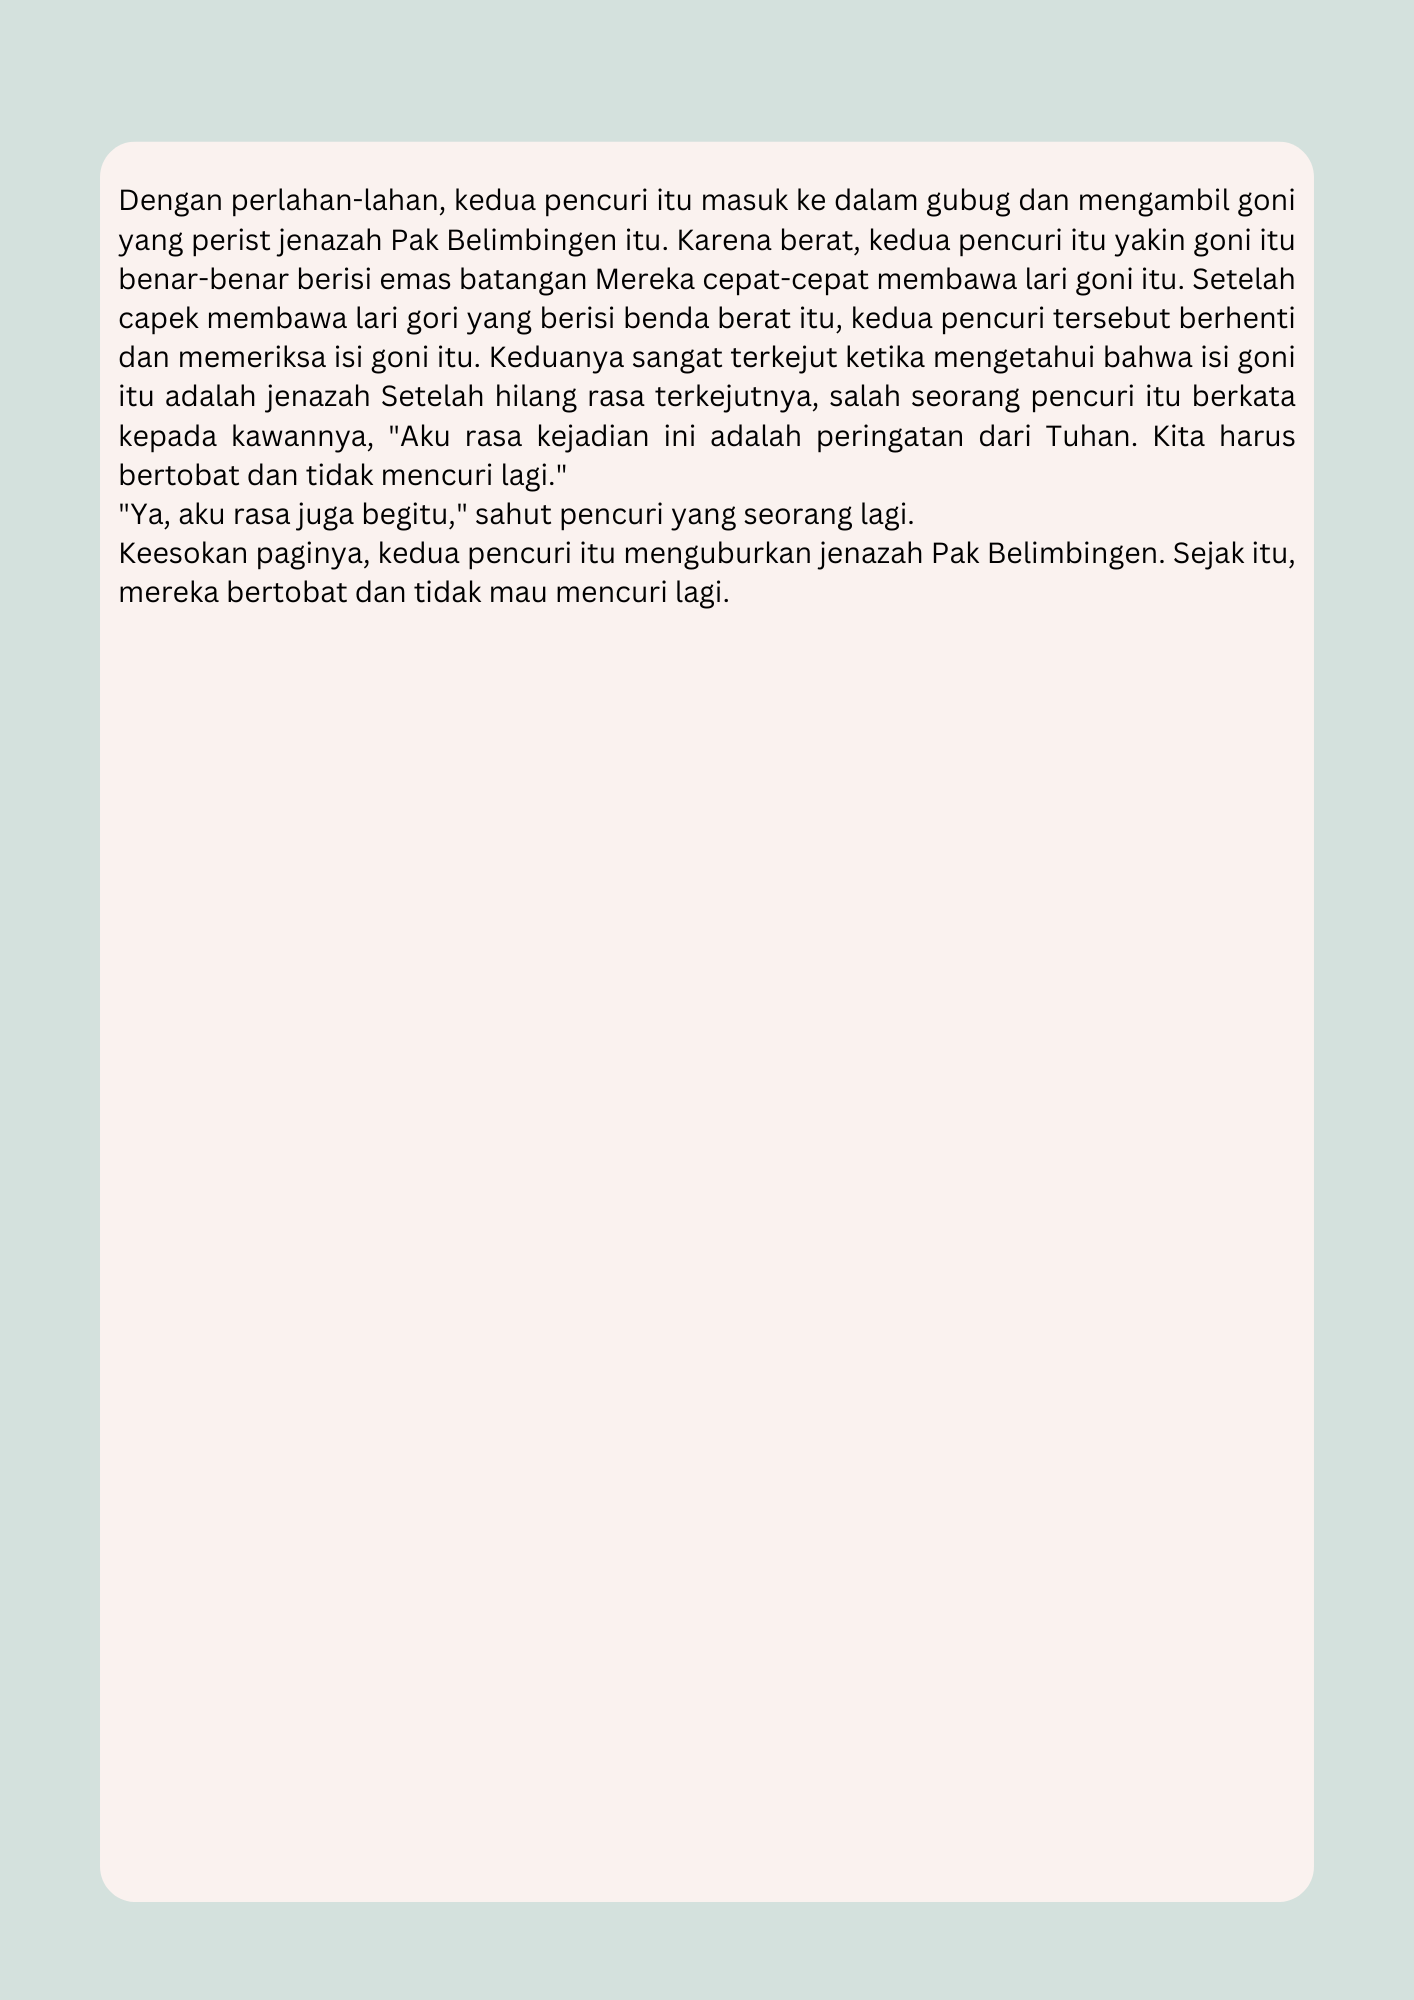 Dengan perlahan-lahan, kedua pencuri itu masuk ke dalam gubug dan mengambil goni
yang perist jenazah Pak Belimbingen itu. Karena berat, kedua pencuri itu yakin goni itu
benar-benar berisi emas batangan Mereka cepat-cepat membawa lari goni itu. Setelah
capek membawa lari gori yang berisi benda berat itu, kedua pencuri tersebut berhenti
dan memeriksa isi goni itu. Keduanya sangat terkejut ketika mengetahui bahwa isi goni
itu adalah jenazah Setelah hilang rasa terkejutnya, salah seorang pencuri itu berkata
kepada kawannya, "Aku rasa kejadian ini adalah peringatan dari Tuhan. Kita harus
bertobat dan tidak mencuri lagi."
"Ya, aku rasa juga begitu," sahut pencuri yang seorang lagi.
Keesokan paginya, kedua pencuri itu menguburkan jenazah Pak Belimbingen. Sejak itu,
mereka bertobat dan tidak mau mencuri lagi.